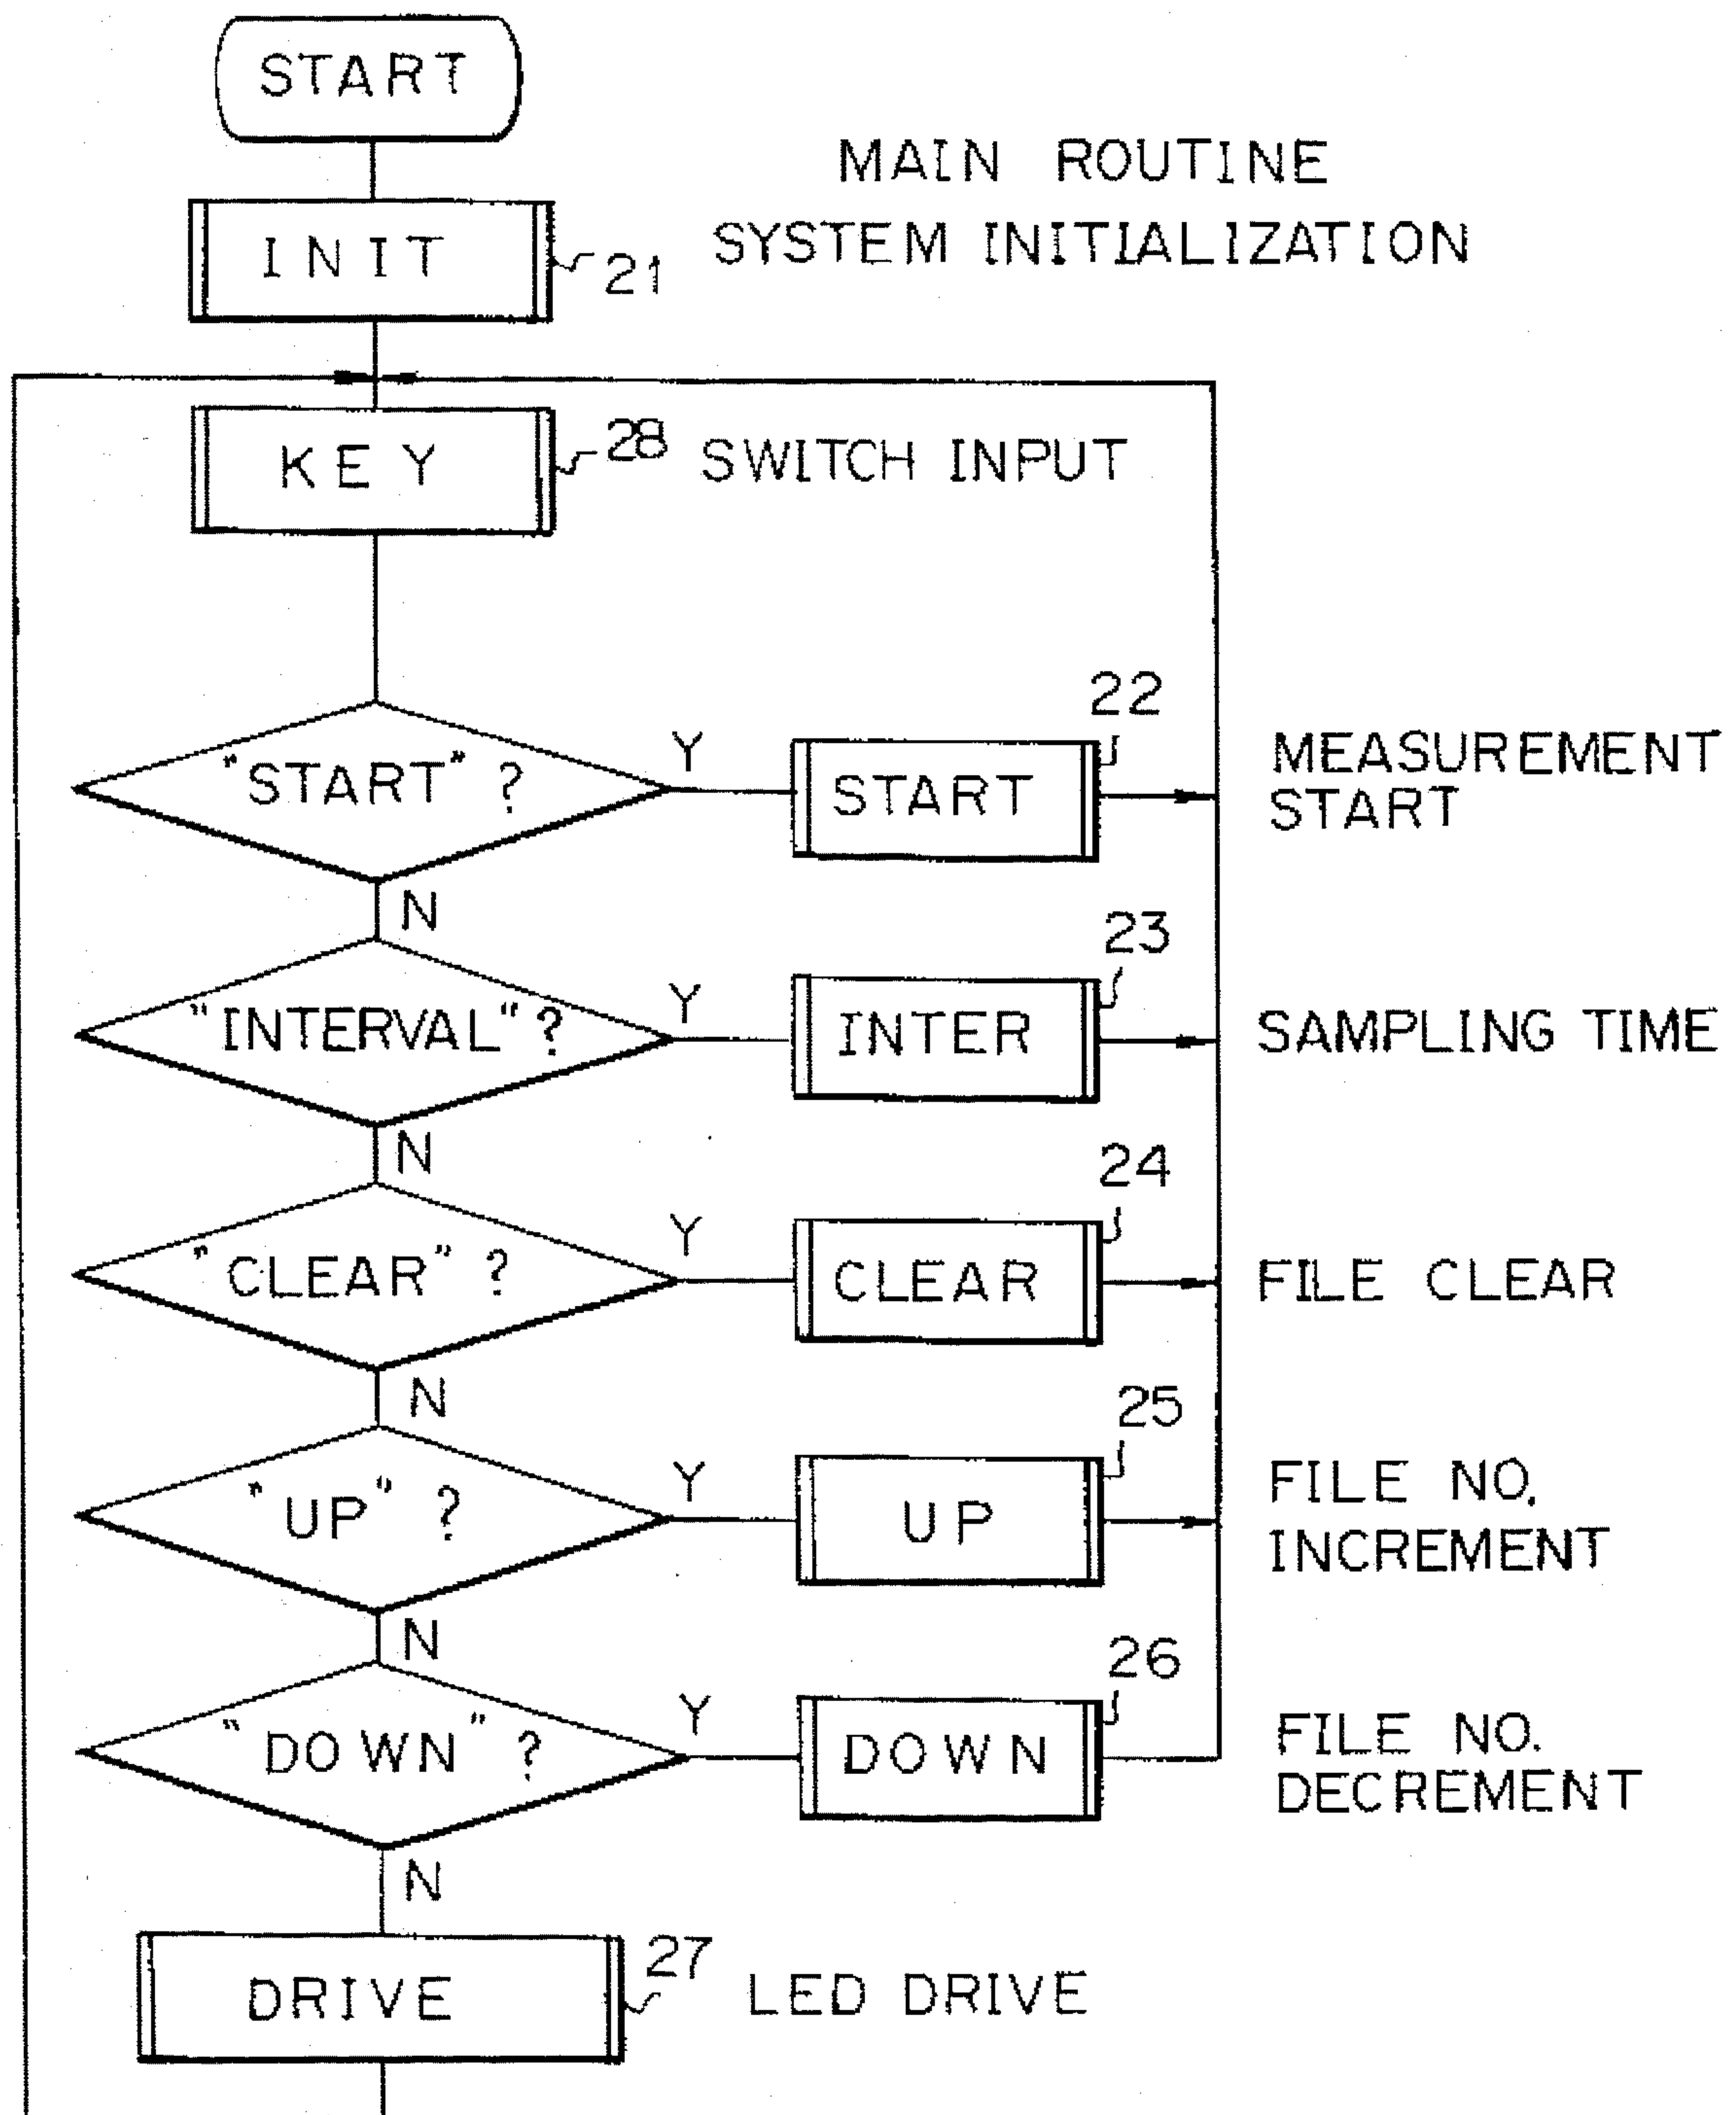 START
MAIN ROUTINE
INIT
21
SYSTEM INITIALIZATION
KEY
28
SWITCH INPUT
"START" ?
Y
START
22
MEASUREMENT
START
N
"INTERVAL" ?
Y
INTER
23
SAMPLING TIME
N
"CLEAR" ?
Y
CLEAR
24
FILE CLEAR
N
"UP" ?
Y
UP
25
FILE NO.
INCREMENT
N
"DOWN" ?
Y
DOWN
26
FILE NO.
DECREMENT
N
DRIVE
27
LED DRIVE